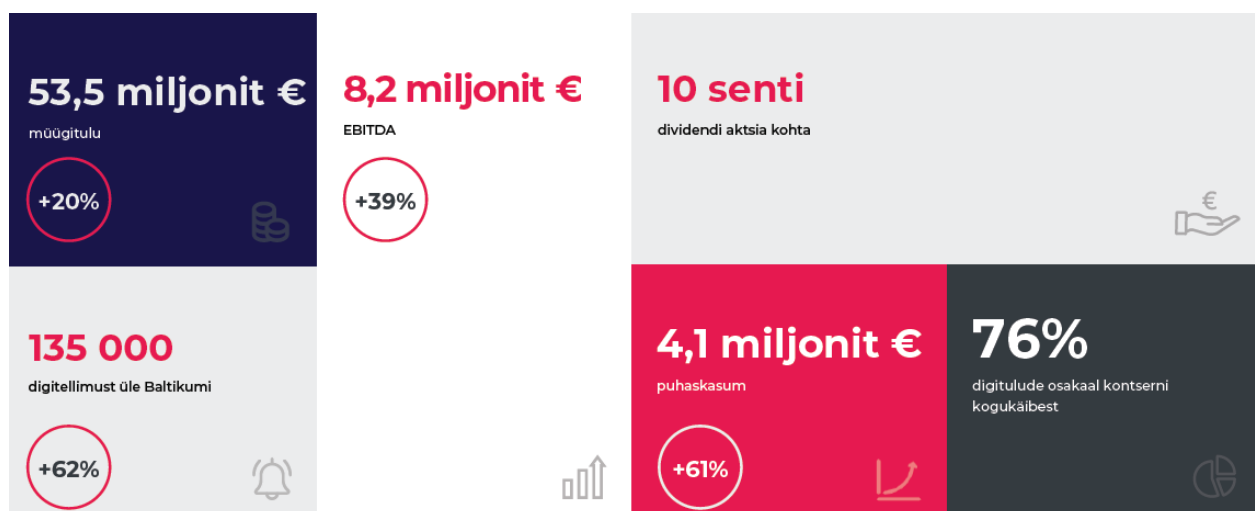 53,5 miljonit €
müügitulu
+20%
8,2 miljonit €
EBITDA
+39%
10 senti
dividendi aktsia kohta
€
135 000
digitellimust üle Baltikumi
+62%
4,1 miljonit €
puhaskasum
+61%
76%
digitulude osakaal kontserni
kogukäibest